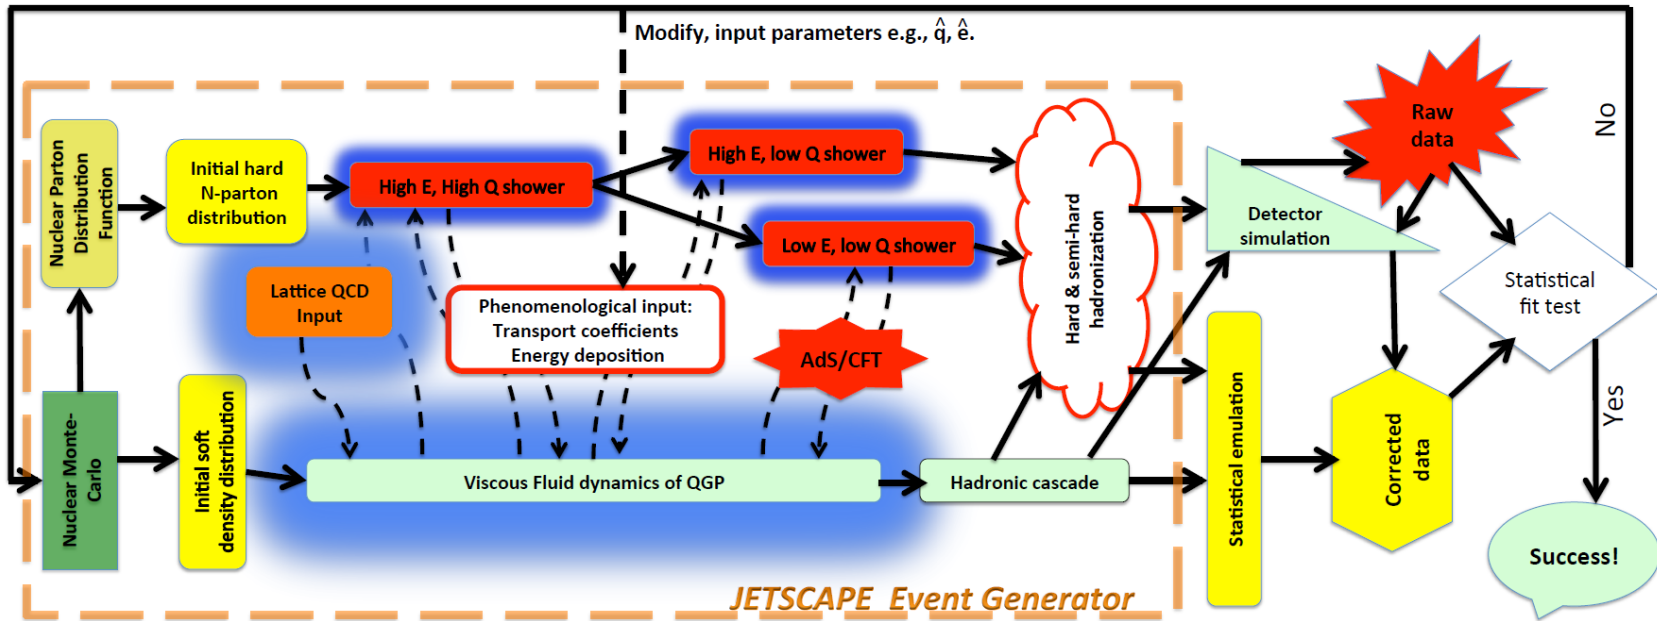 Modify, input parameters e.g., q̂, ê.
Nuclear Parton
Distribution
Function
Initial hard
N-parton
distribution
High E, High Q shower
High E, low Q shower
Low E, low Q shower
Hard & semi-hard
hadronization
Lattice QCD
Input
Phenomenological input:
Transport coefficients
Energy deposition
AdS/CFT
Nuclear Monte-
Carlo
Initial soft
density distribution
Viscous Fluid dynamics of QGP
Hadronic cascade
JETSCAPE Event Generator
Raw
data
Detector
simulation
Statistical emulation
Corrected
data
Statistical
fit test
No
Yes
Success!